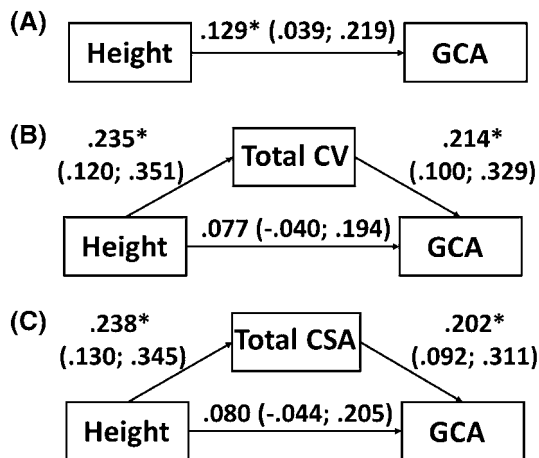 (A)
.129* (.039; .219)
Height
GCA
(B)
.235*
(.120; .351)
Total CV
.214*
(.100; .329)
.077 (-.040; .194)
Height
GCA
(C)
.238*
(.130; .345)
Total CSA
.202*
(.092; .311)
.080 (-.044; .205)
Height
GCA